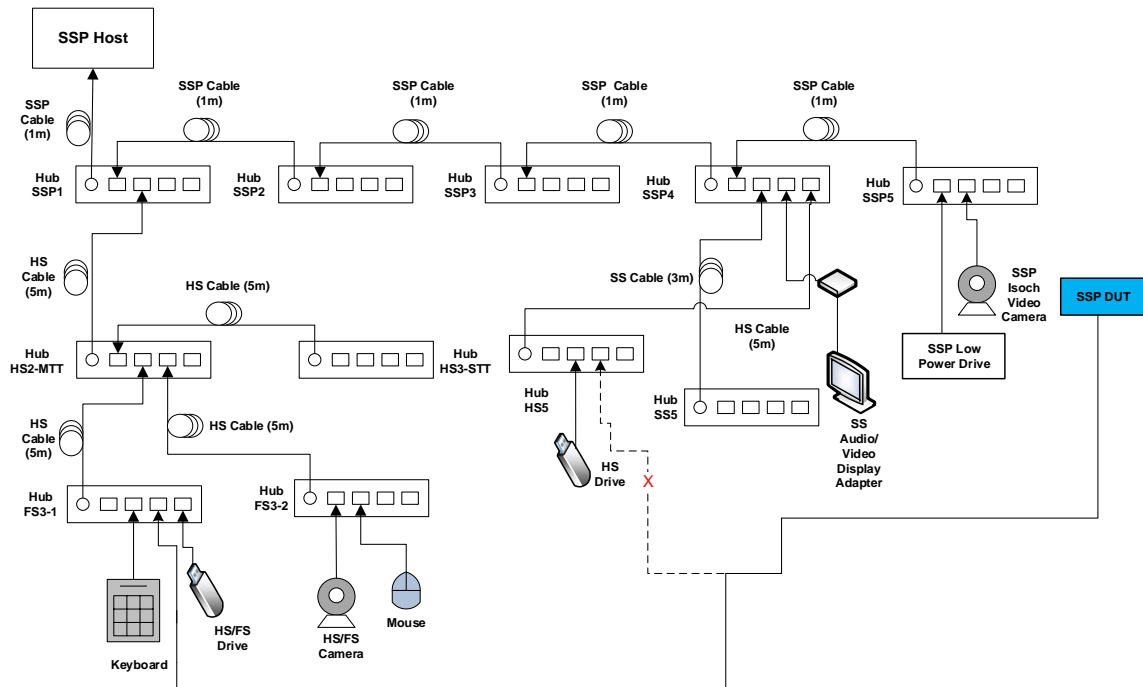 SSP Host
SSP
Cable
(1m)
SSP Cable
(1m)
SSP Cable
(1m)
SSP Cable
(1m)
SSP Cable
(1m)
Hub
SSP1
Hub
SSP2
Hub
SSP3
Hub
SSP4
Hub
SSP5
HS
Cable
(5m)
HS Cable (5m)
SS Cable (3m)
HS Cable
(5m)
SSP
Isoch
Video
Camera
SSP DUT
SSP Low
Power Drive
Hub
HS2-MTT
Hub
HS3-STT
Hub
HS5
Hub
SS5
SS
Audio/
Video
Display
Adapter
HS
Cable
(5m)
HS Cable (5m)
HS
Drive
X
Hub
FS3-1
Hub
FS3-2
Keyboard
HS/FS
Drive
HS/FS
Camera
Mouse